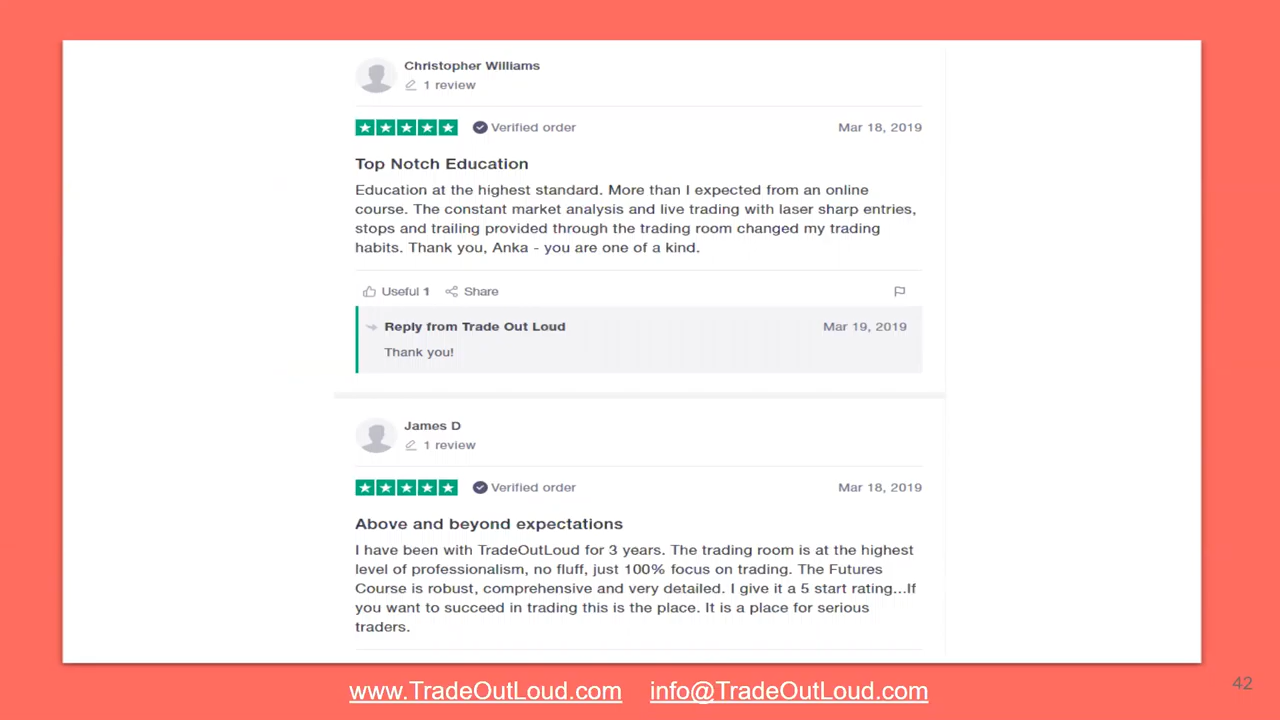 Christopher Williams
1 review
Verified order
Mar 18, 2019
Top Notch Education
Education at the highest standard. More than I expected from an online
course. The constant market analysis and live trading with laser sharp entries,
stops and trailing provided through the trading room changed my trading
habits. Thank you, Anka - you are one of a kind.
Useful 1 Share
Reply from Trade Out Loud
Mar 19, 2019
Thank you!
James D
1 review
Verified order
Mar 18, 2019
Above and beyond expectations
I have been with TradeOutLoud for 3 years. The trading room is at the highest
level of professionalism, no fluff, just 100% focus on trading. The Futures
Course is robust, comprehensive and very detailed. I give it a 5 start rating...If
you want to succeed in trading this is the place. It is a place for serious
traders.
www.TradeOutLoud.com info@TradeOutLoud.com
42